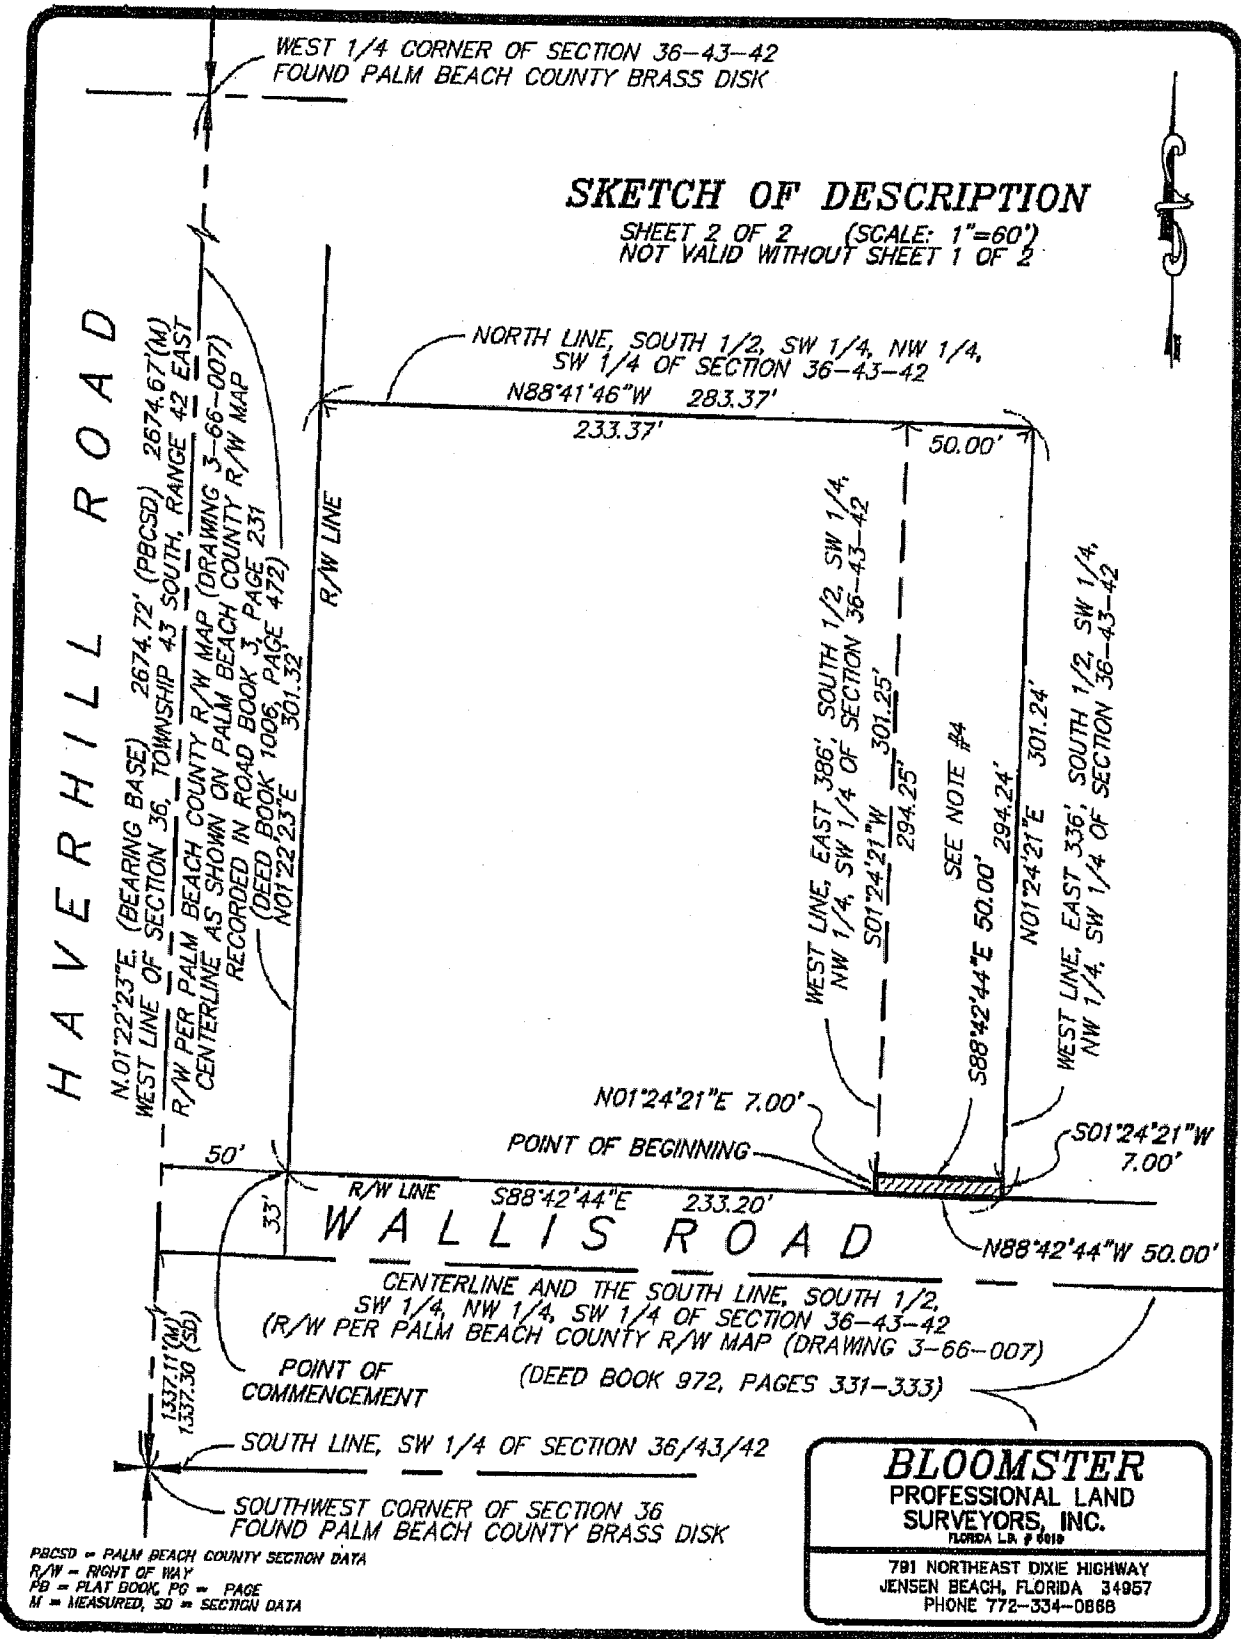 WEST 1/4 CORNER OF SECTION 36-43-42
FOUND PALM BEACH COUNTY BRASS DISK
SKETCH OF DESCRIPTION
SHEET 2 OF 2 (SCALE: 1"=60')
NOT VALID WITHOUT SHEET 1 OF 2
NORTH LINE, SOUTH 1/2, SW 1/4, NW 1/4,
SW 1/4 OF SECTION 36-43-42
N88°41'46"W 283.37'
233.37'
50.00'
HAVERHILL ROAD
N.01°22'23"E. (BEARING BASE) 2674.72' (PBCSD) 2674.67'(M)
WEST LINE OF SECTION 36, TOWNSHIP 43 SOUTH, RANGE 42 EAST
R/W PER PALM BEACH COUNTY R/W MAP (DRAWING 3-66-007)
CENTERLINE AS SHOWN ON PALM BEACH COUNTY R/W MAP
RECORDED IN ROAD BOOK 3, PAGE 231
(DEED BOOK 1006, PAGE 472)
N01°22'23"E 301.32'
R/W LINE
WEST LINE, EAST 386', SOUTH 1/2, SW 1/4,
NW 1/4, SW 1/4 OF SECTION 36-43-42
S01°24'21"W 301.25'
294.25'
SEE NOTE #4
S88°42'44"E 50.00'
294.24'
N01°24'21"E 301.24'
WEST LINE, EAST 336', SOUTH 1/2, SW 1/4,
NW 1/4, SW 1/4 OF SECTION 36-43-42
N01°24'21"E 7.00'
POINT OF BEGINNING
S01°24'21"W
7.00'
50'
33'
R/W LINE S88°42'44"E 233.20'
WALLIS ROAD
N88°42'44"W 50.00'
CENTERLINE AND THE SOUTH LINE, SOUTH 1/2,
SW 1/4, NW 1/4, SW 1/4 OF SECTION 36-43-42
(R/W PER PALM BEACH COUNTY R/W MAP (DRAWING 3-66-007)
(DEED BOOK 972, PAGES 331-333)
POINT OF
COMMENCEMENT
1337.11'(M)
1337.30 (SD)
SOUTH LINE, SW 1/4 OF SECTION 36/43/42
SOUTHWEST CORNER OF SECTION 36
FOUND PALM BEACH COUNTY BRASS DISK
PBCSD = PALM BEACH COUNTY SECTION DATA
R/W = RIGHT OF WAY
PB = PLAT BOOK, PG = PAGE
M = MEASURED, SD = SECTION DATA
BLOOMSTER
PROFESSIONAL LAND
SURVEYORS, INC.
FLORIDA L.B. #
791 NORTHEAST DIXIE HIGHWAY
JENSEN BEACH, FLORIDA 34957
PHONE 772-334-0868